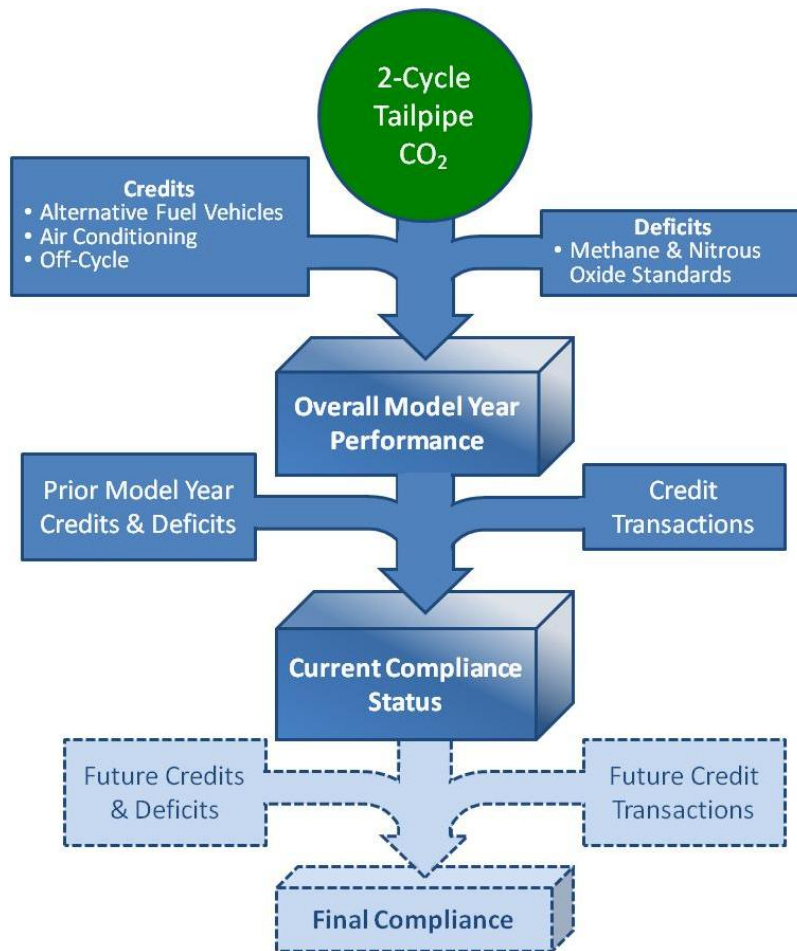 2-Cycle
Tailpipe
CO₂
Credits
• Alternative Fuel Vehicles
• Air Conditioning
• Off-Cycle
Deficits
• Methane & Nitrous
Oxide Standards
Overall Model Year
Performance
Prior Model Year
Credits & Deficits
Credit
Transactions
Current Compliance
Status
Future Credits
& Deficits
Future Credit
Transactions
Final Compliance